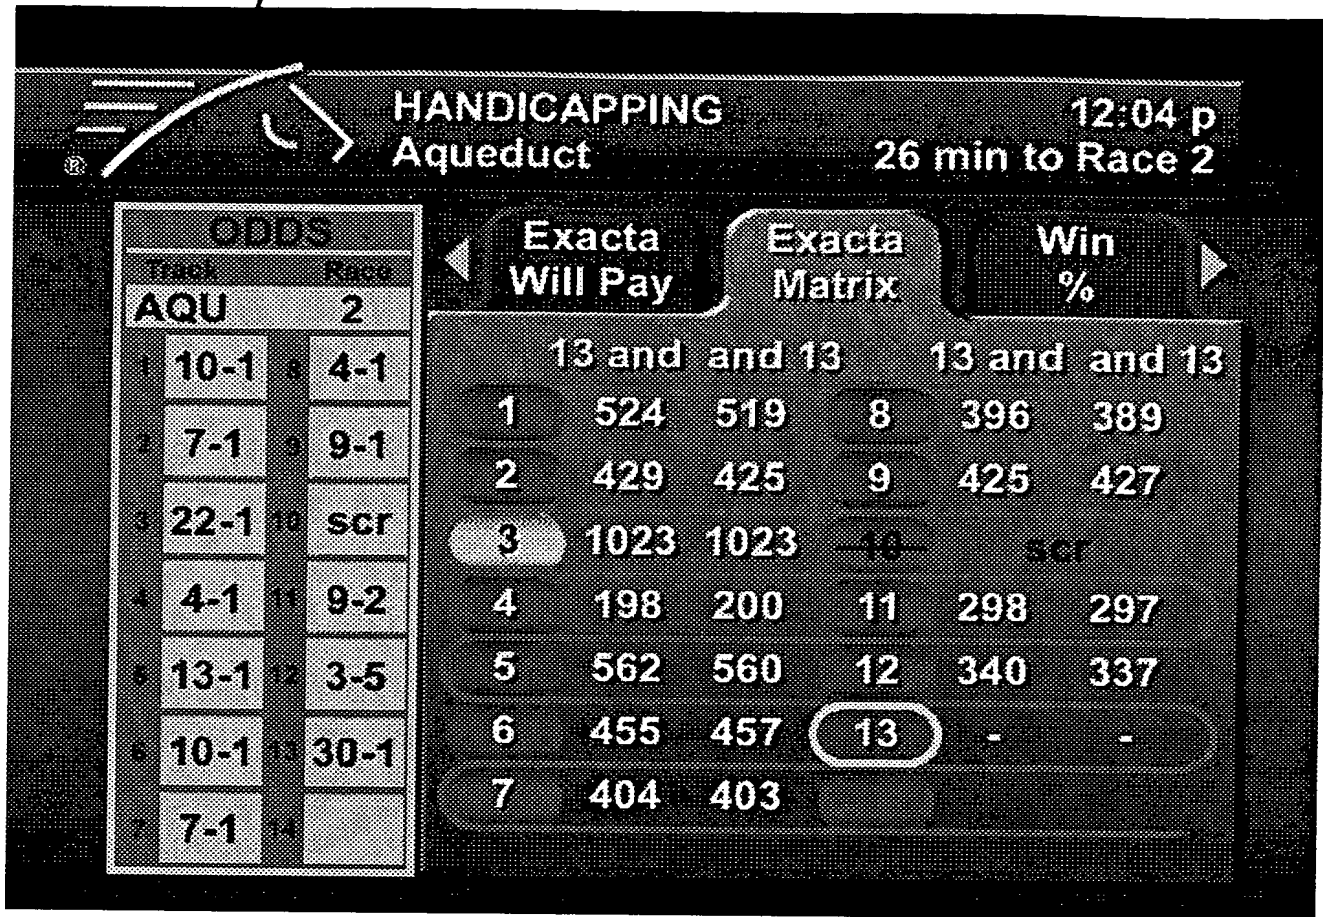 HANDICAPPING
12:04 p
Aqueduct
26 min to Race 2
®
ODDS
Track Race
AQU 2
1 10-1 8 4-1
2 7-1 9 9-1
3 22-1 10 scr
4 4-1 11 9-2
5 13-1 12 3-5
6 10-1 13 30-1
7 7-1 14
Exacta Will Pay
Exacta Matrix
Win %
13 and and 13 13 and and 13
1 524 519 8 396 389
2 429 425 9 425 427
3 1023 1023 10 scr
4 198 200 11 298 297
5 562 560 12 340 337
6 455 457 13 - -
7 404 403